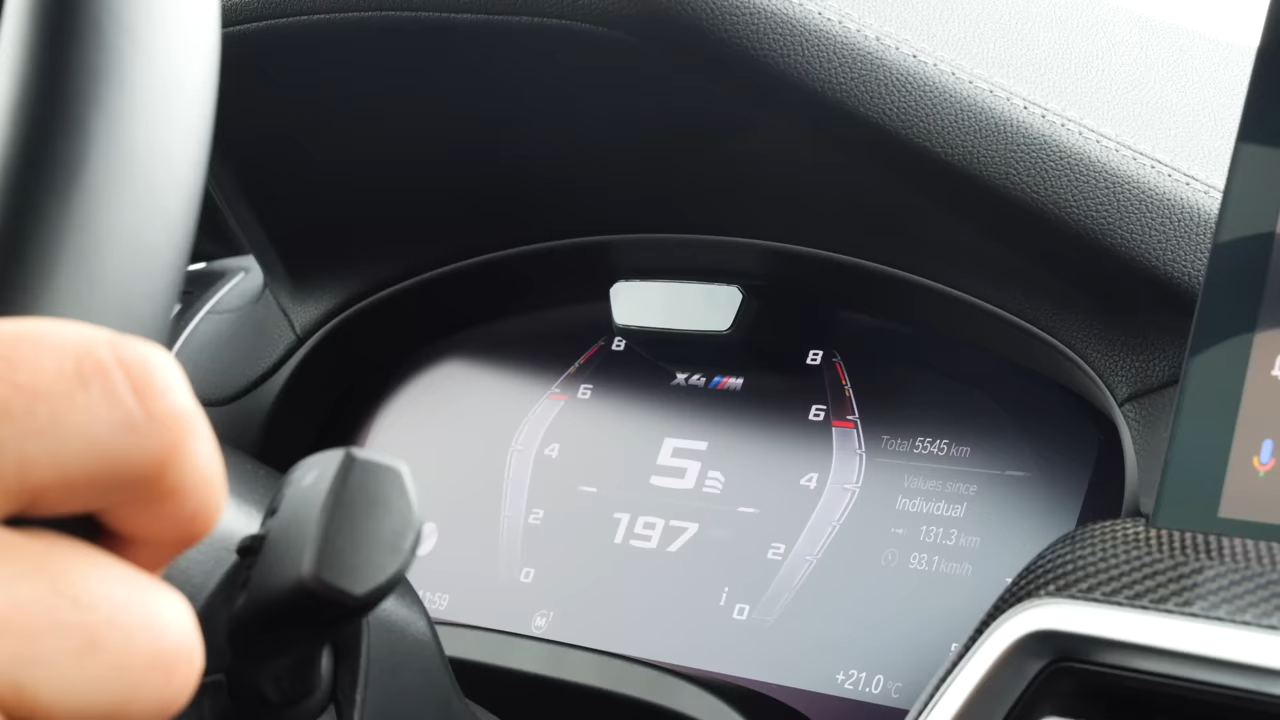 8
6
4
2
0
X4 M
5
197
8
6
4
2
0
Total 5545 km
Values since
Individual
131.3 km
93.1 km/h
M1
+21.0 °C